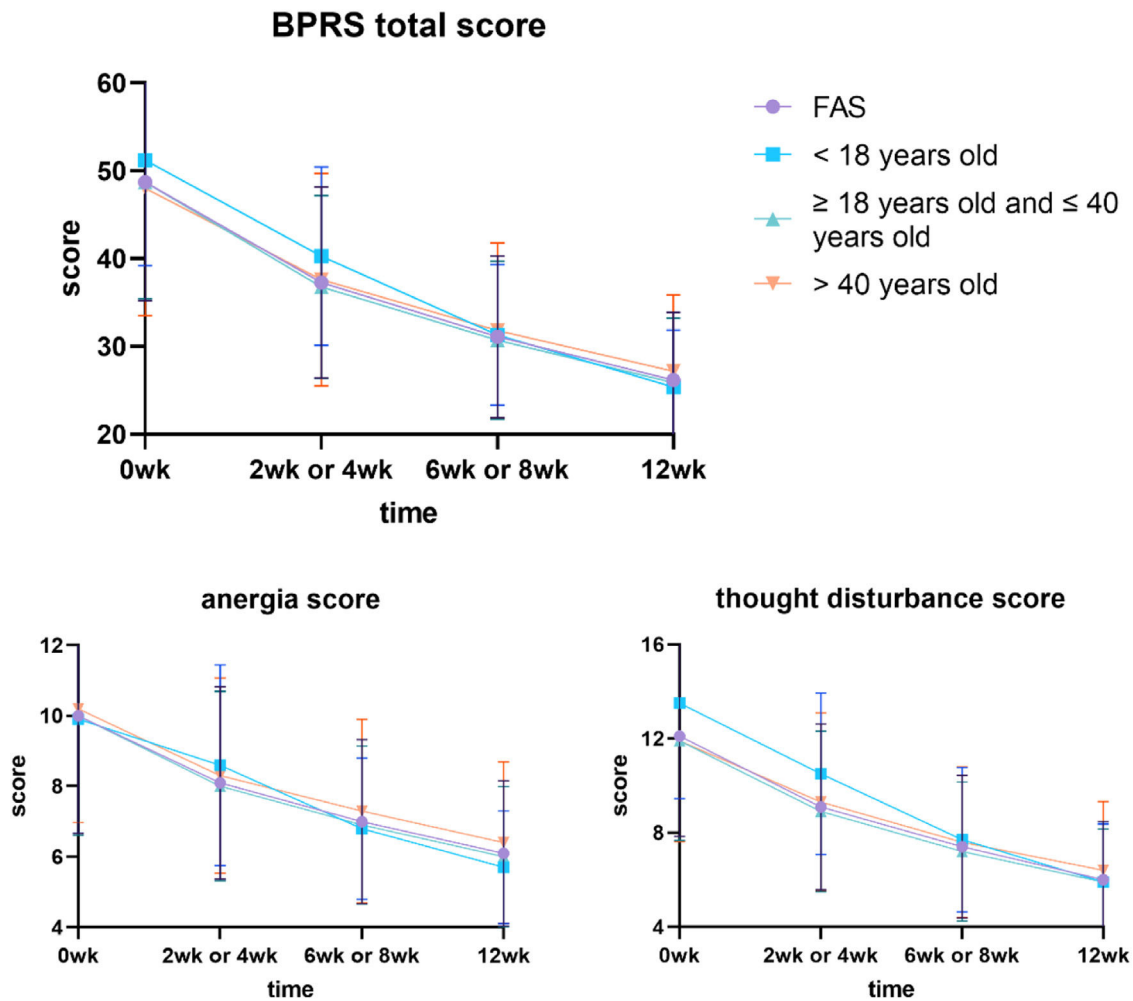 BPRS total score
60
50
40
30
20
score
0wk 2wk or 4wk 6wk or 8wk 12wk
time
FAS
< 18 years old
≥ 18 years old and ≤ 40
years old
> 40 years old
anergia score
12
10
8
6
4
score
0wk 2wk or 4wk 6wk or 8wk 12wk
time
thought disturbance score
16
12
8
4
score
0wk 2wk or 4wk 6wk or 8wk 12wk
time